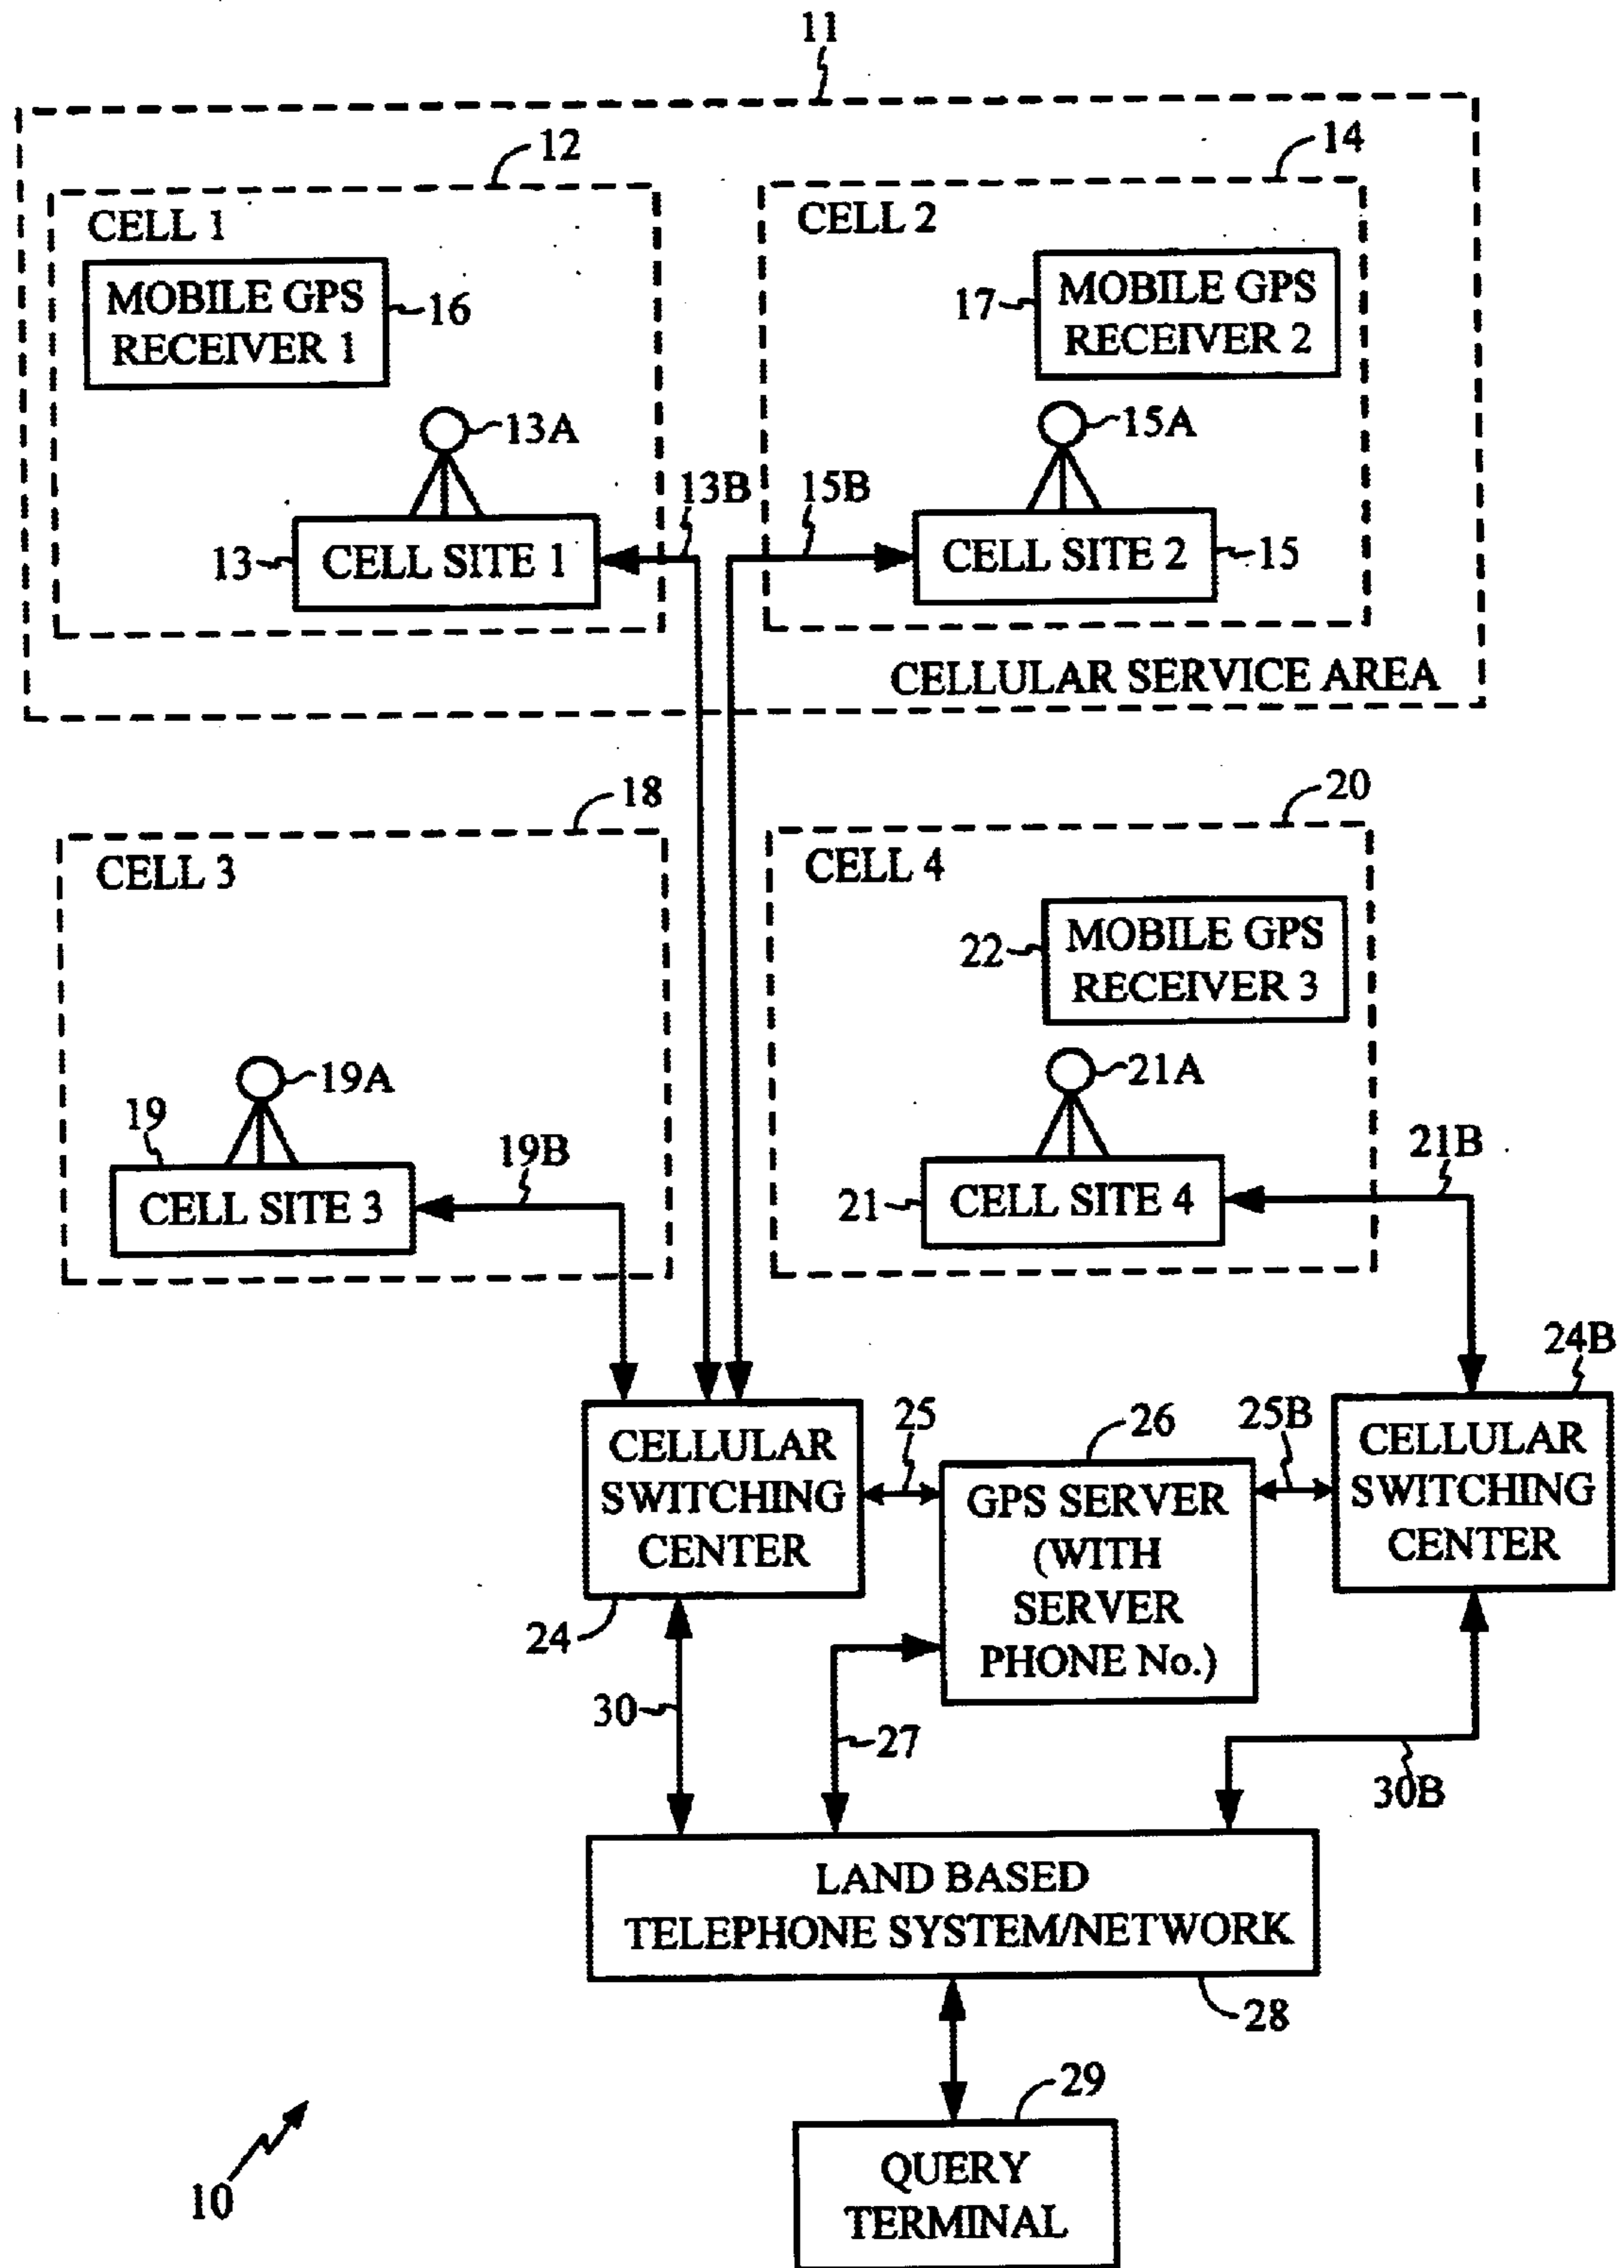 11
12
14
CELL 1
CELL 2
MOBILE GPS
RECEIVER 1
16
17
MOBILE GPS
RECEIVER 2
13A
15A
13B
15B
13
CELL SITE 1
CELL SITE 2
15
CELLULAR SERVICE AREA
18
20
CELL 3
CELL 4
22
MOBILE GPS
RECEIVER 3
19A
21A
19
19B
21B
CELL SITE 3
21
CELL SITE 4
24B
25
26
25B
CELLULAR
SWITCHING
CENTER
GPS SERVER
(WITH
SERVER
PHONE No.)
CELLULAR
SWITCHING
CENTER
24
30
27
30B
LAND BASED
TELEPHONE SYSTEM/NETWORK
28
29
10
QUERY
TERMINAL